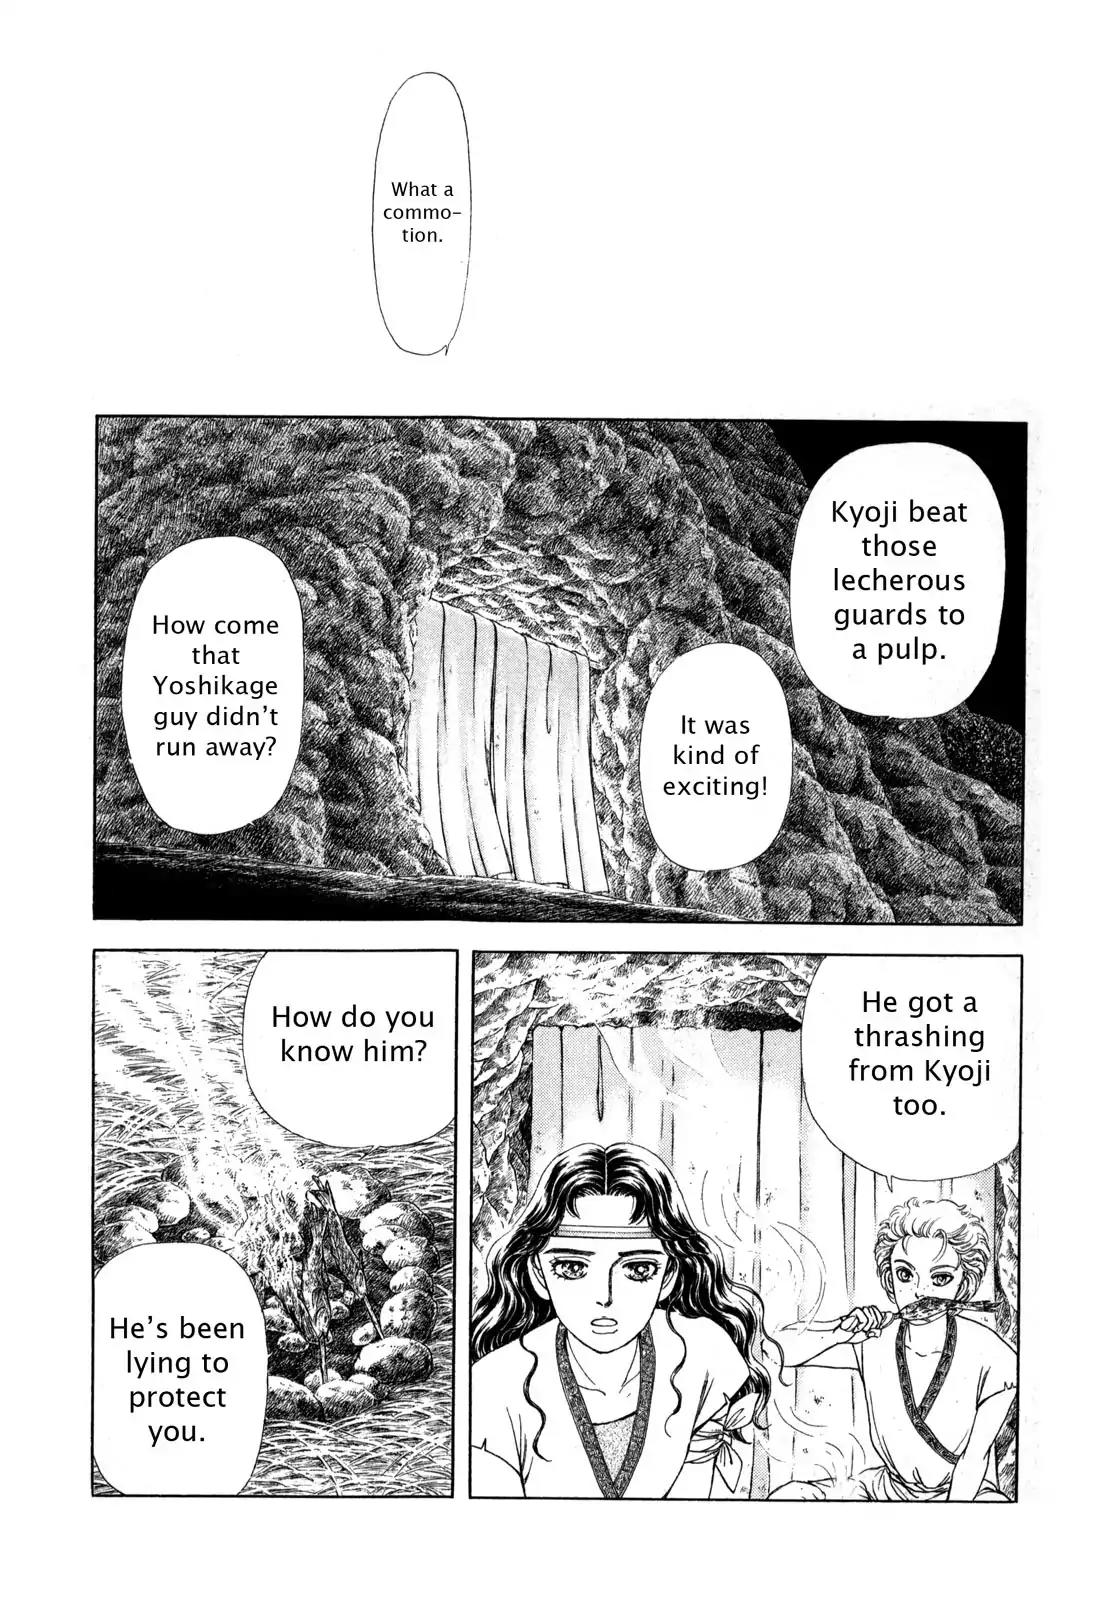 What a
commo-
tion.
Kyoji beat
those
lecherous
guards to
a pulp.
It was
kind of
exciting!
How come
that
Yoshikage
guy didn't
run away?
He got a
thrashing
from Kyoji
too.
How do you
know him?
He's been
lying to
protect
you.